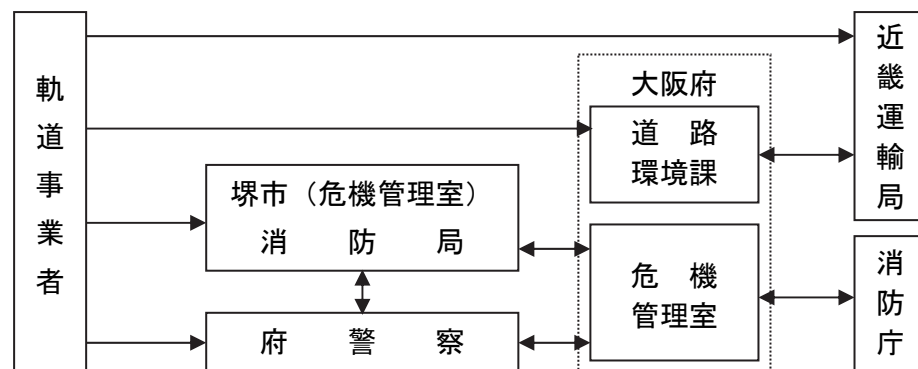 軌道事業者
近畿運輸局
大阪府
道　路
環境課
堺市（危機管理室）
消　防　局
危　機
管理室
消防庁
府　警　察